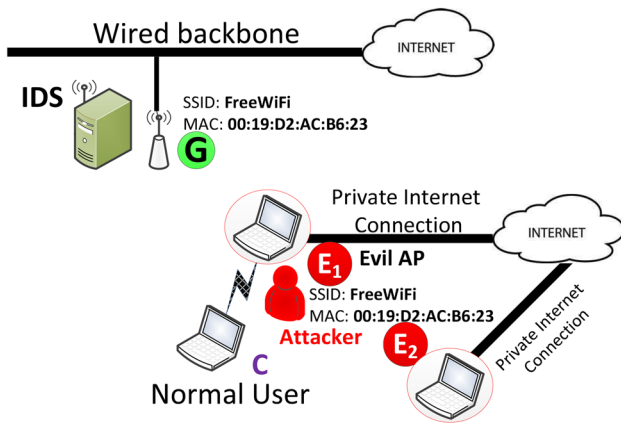 Wired backbone
INTERNET
IDS
SSID: FreeWiFi
MAC: 00:19:D2:AC:B6:23
G
Private Internet
Connection
INTERNET
E1
Evil AP
SSID: FreeWiFi
MAC: 00:19:D2:AC:B6:23
Attacker
E2
C
Normal User
Private Internet
Connection